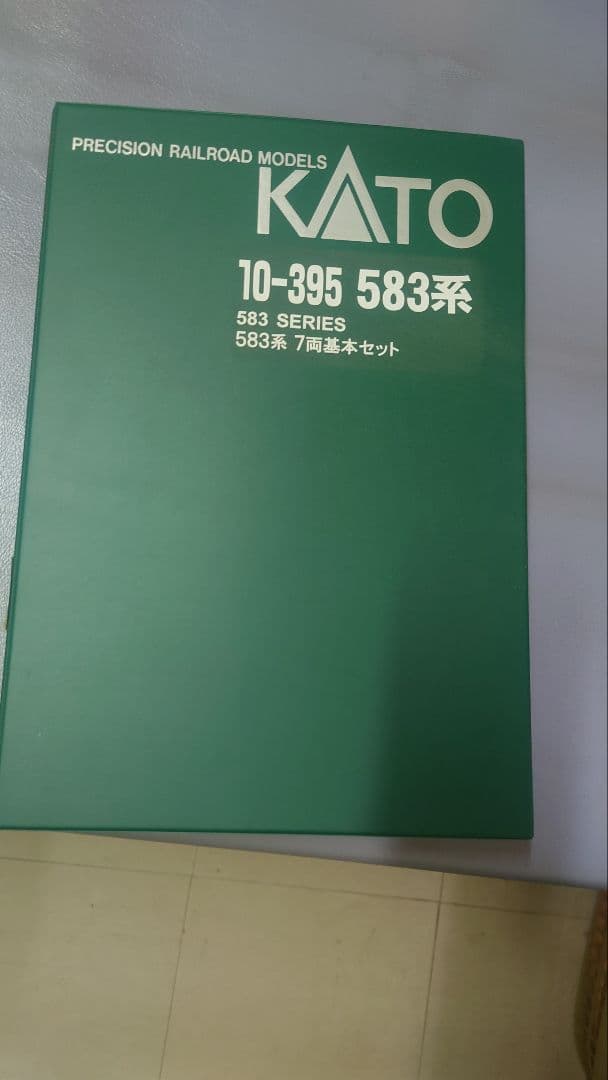 PRECISION RAILROAD MODELS
KATO
10-395 583系
583 SERIES
583系 7両基本セット